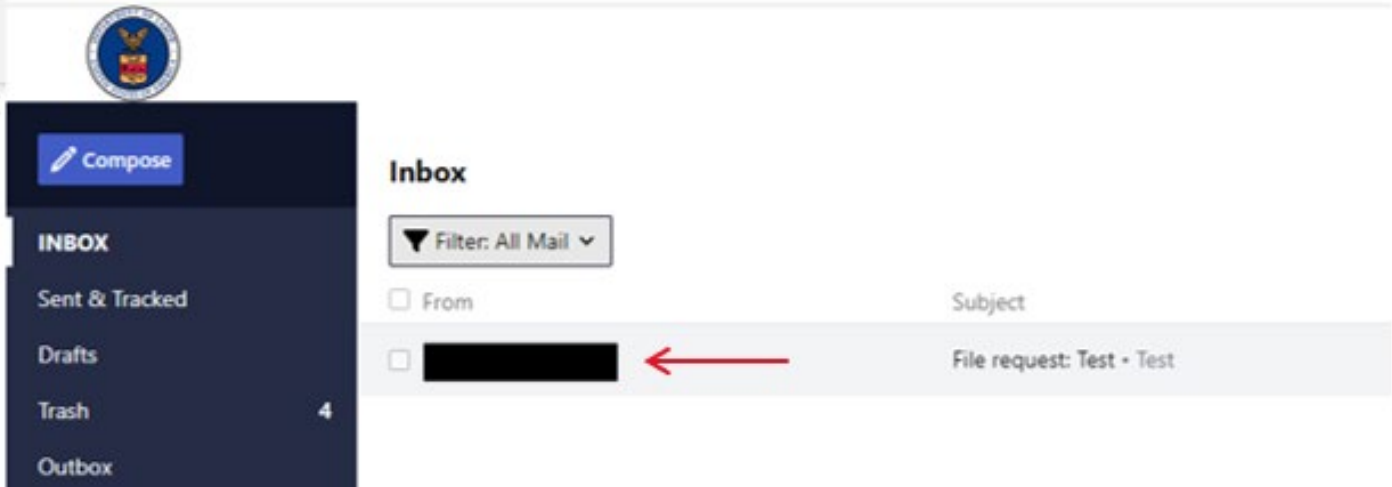 Compose
INBOX
Sent & Tracked
Drafts
Trash 4
Outbox
Inbox
Filter: All Mail
From Subject
File request: Test - Test